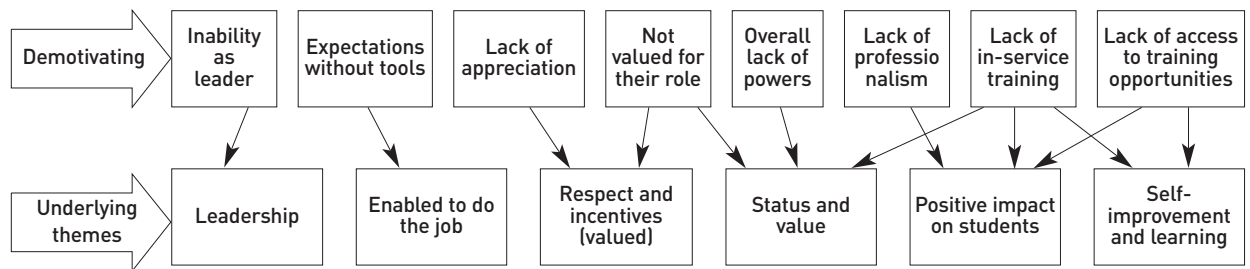 Demotivating
Inability
as
leader
Expectations
without tools
Lack of
appreciation
Not
valued for
their role
Overall
lack of
powers
Lack of
professio
nalism
Lack of
in-service
training
Lack of access
to training
opportunities
Underlying
themes
Leadership
Enabled to do
the job
Respect and
incentives
(valued)
Status and
value
Positive impact
on students
Self-
improvement
and learning